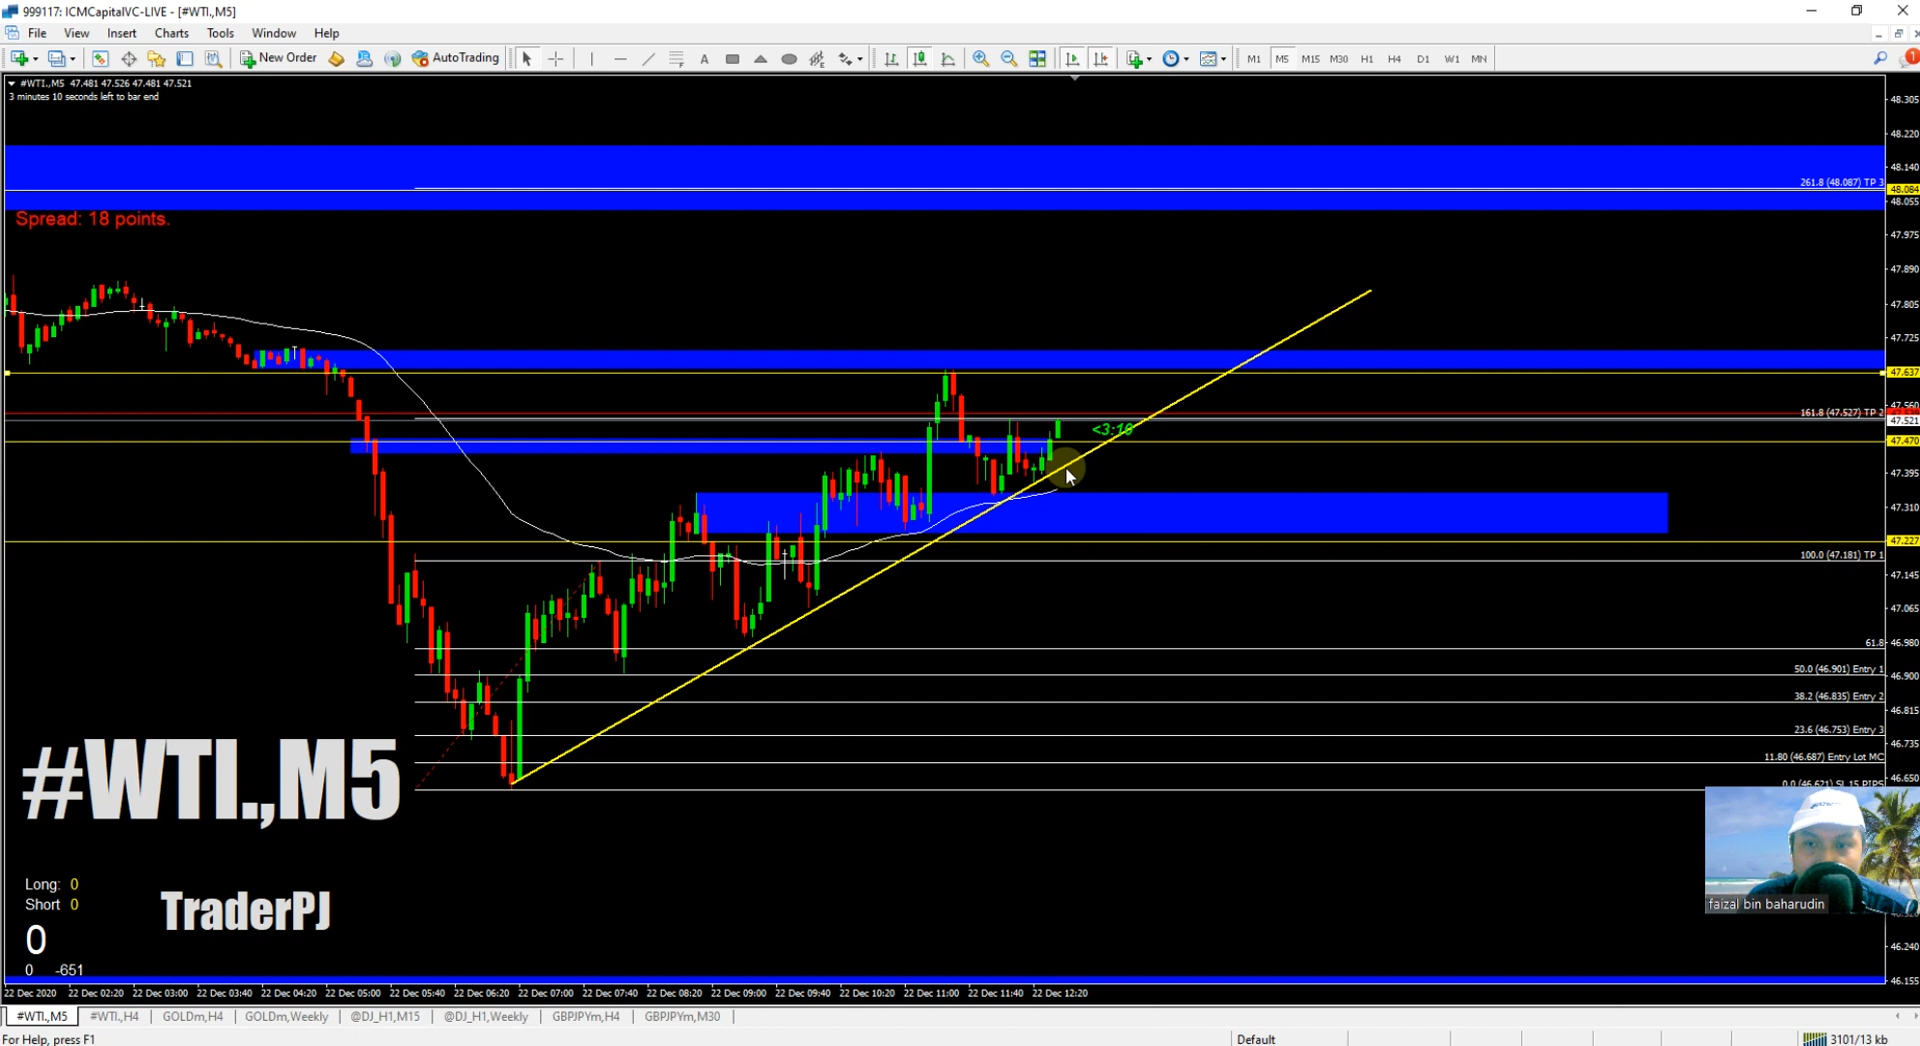 999117: ICMCapitalVC-LIVE - [#WTI.,M5]
File View Insert Charts Tools Window Help
New Order AutoTrading M1 M5 M15 M30 H1 H4 D1 W1 MN
#WTI.,M5 47.481 47.526 47.481 47.521
3 minutes 10 seconds left to bar end
48.305
48.220
48.140
261.8 (48.087) TP 3
48.084
48.055
Spread: 18 points.
47.975
47.890
47.805
47.725
47.637
47.560
161.8 (47.527) TP 2
47.521
<3:10
47.470
47.395
47.310
47.227
100.0 (47.181) TP 1
47.145
47.065
61.8
46.980
50.0 (46.901) Entry 1
46.900
38.2 (46.835) Entry 2
46.815
23.6 (46.753) Entry 3
46.735
11.80 (46.687) Entry Lot MC
46.650
0.0 (46.621) SL 15 PIPS
#WTI.,M5
Long: 0
Short 0
TraderPJ
faizal bin baharudin
0
46.240
0 -651
46.155
22 Dec 2020 22 Dec 02:20 22 Dec 03:00 22 Dec 03:40 22 Dec 04:20 22 Dec 05:00 22 Dec 05:40 22 Dec 06:20 22 Dec 07:00 22 Dec 07:40 22 Dec 08:20 22 Dec 09:00 22 Dec 09:40 22 Dec 10:20 22 Dec 11:00 22 Dec 11:40 22 Dec 12:20
#WTI.,M5 #WTI.,H4 GOLDm,H4 GOLDm,Weekly @DJ_H1,M15 @DJ_H1,Weekly GBPJPYm,H4 GBPJPYm,M30
For Help, press F1 Default 3101/13 kb